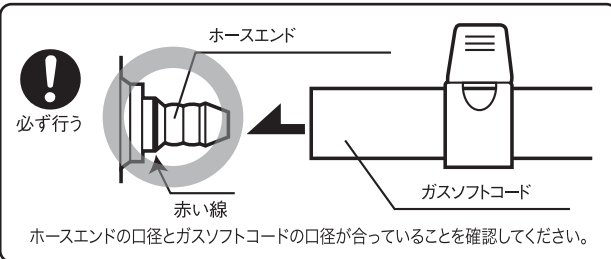 ホースエンド
必ず行う
ガスソフトコード
赤い線
ホースエンドの口径とガスソフトコードの口径が合っていることを確認してください。